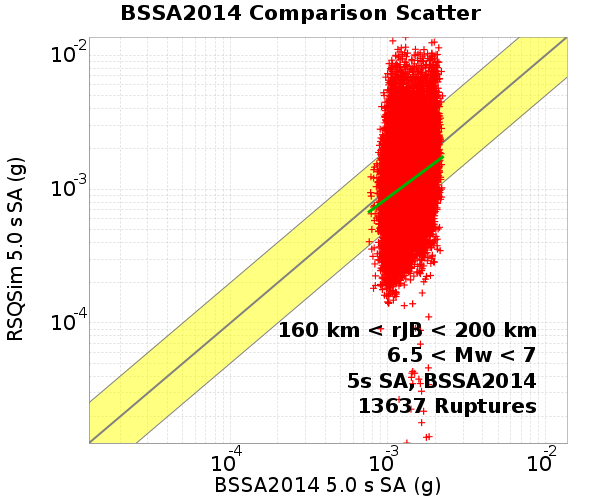 BSSA2014 Comparison Scatter
RSQSim 5.0 s SA (g)
10-2
10-3
10-4
160 km < rJB < 200 km
6.5 < Mw < 7
5s SA, BSSA2014
13637 Ruptures
10-4
10-3
10-2
BSSA2014 5.0 s SA (g)